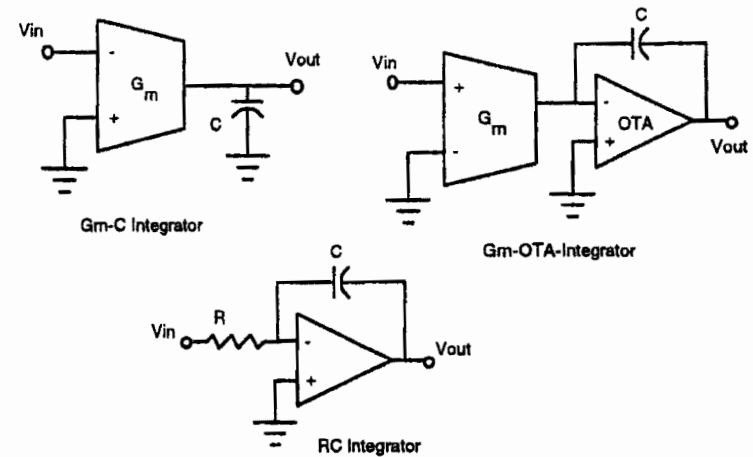 Vin
-
Gm
+
Vout
C
Gm-C Integrator
Vin
+
Gm
-
C
-
OTA
+
Vout
Gm-OTA-Integrator
Vin
R
C
-
+
Vout
RC Integrator